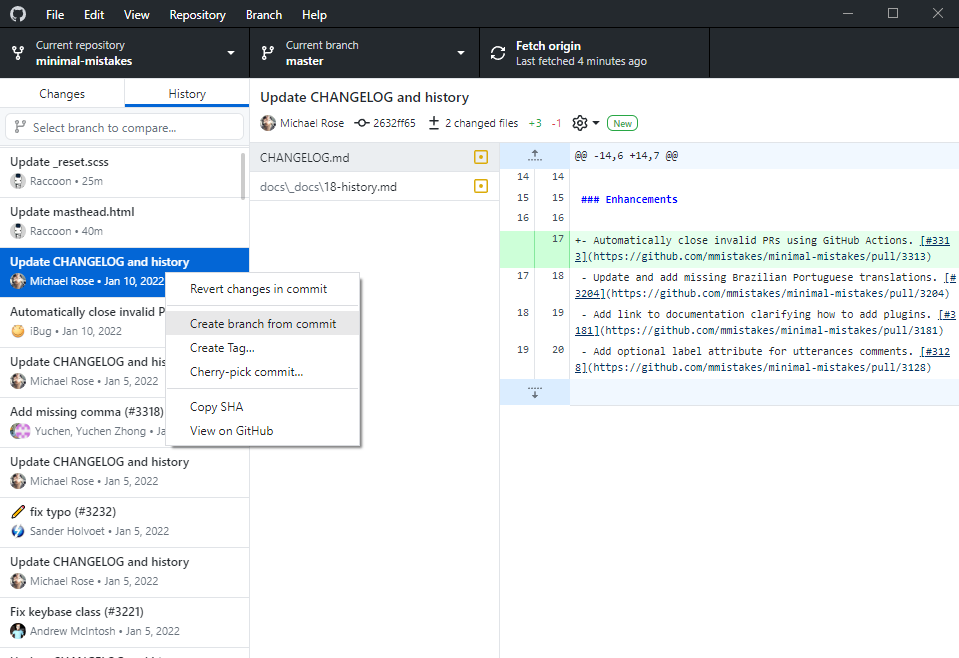 File Edit View Repository Branch Help
Current repository
minimal-mistakes
Current branch
master
Fetch origin
Last fetched 4 minutes ago
Changes
History
Select branch to compare...
Update _reset.scss
Raccoon • 25m
Update masthead.html
Raccoon • 40m
Update CHANGELOG and history
Michael Rose • Jan 10, 2022
Automatically close invalid P
iBug • Jan 10, 2022
Update CHANGELOG and his
Michael Rose • Jan 5, 2022
Add missing comma (#3318)
Yuchen, Yuchen Zhong • Ja
Update CHANGELOG and history
Michael Rose • Jan 5, 2022
fix typo (#3232)
Sander Holvoet • Jan 5, 2022
Update CHANGELOG and history
Michael Rose • Jan 5, 2022
Fix keybase class (#3221)
Andrew McIntosh • Jan 5, 2022
Revert changes in commit
Create branch from commit
Create Tag...
Cherry-pick commit...
Copy SHA
View on GitHub
Update CHANGELOG and history
Michael Rose 2632ff65 2 changed files +3 -1 New
CHANGELOG.md
docs\_docs\18-history.md
@@ -14,6 +14,7 @@
14 14
15 15 ### Enhancements
16 16
17 +- Automatically close invalid PRs using GitHub Actions. [#331
3](https://github.com/mmistakes/minimal-mistakes/pull/3313)
17 18 - Update and add missing Brazilian Portuguese translations. [#
3204](https://github.com/mmistakes/minimal-mistakes/pull/3204)
18 19 - Add link to documentation clarifying how to add plugins. [#3
181](https://github.com/mmistakes/minimal-mistakes/pull/3181)
19 20 - Add optional label attribute for utterances comments. [#312
8](https://github.com/mmistakes/minimal-mistakes/pull/3128)